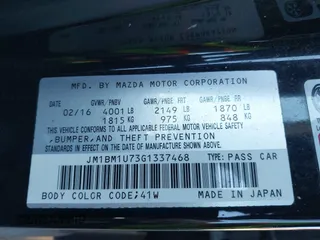 MFD. BY MAZDA MOTOR CORPORATION
GVWR/PNBV GAWR/PNBE FRT GAWR/PNBE RR
02/16 4001 LB 2149 LB 1870 LB
1815 KG 975 KG 848 KG
THIS VEHICLE CONFORMS TO ALL APPLICABLE
FEDERAL MOTOR VEHICLE SAFETY
,BUMPER,AND THEFT PREVENTION
STANDARDS IN EFFECT ON THE DATE OF
MANUFACTURE SHOWN ABOVE.
JM1BM1U73G1337468 TYPE: PASS CAR
BODY COLOR CODE;41W MADE IN JAPAN